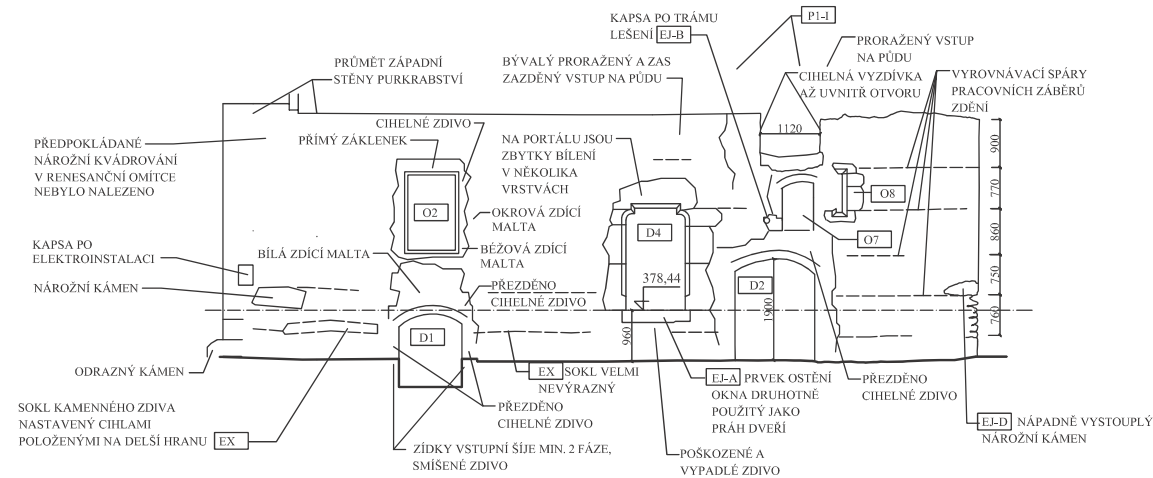 KAPSA PO TRÁMU
LEŠENÍ EJ-B
P1-I
PRORAŽENÝ VSTUP
NA PŮDU
PRŮMĚT ZÁPADNÍ
STĚNY PURKRABSTVÍ
BÝVALÝ PRORAŽENÝ A ZAS
ZAZDĚNÝ VSTUP NA PŮDU
CIHELNÁ VYZDÍVKA
AŽ UVNITŘ OTVORU
VYROVNÁVACÍ SPÁRY
PRACOVNÍCH ZÁBĚRŮ
ZDĚNÍ
1120
PŘEDPOKLÁDANÉ
NÁROŽNÍ KVÁDROVÁNÍ
V RENESANČNÍ OMÍTCE
NEBYLO NALEZENO
CIHELNÉ ZDIVO
PŘÍMÝ ZÁKLENEK
NA PORTÁLU JSOU
ZBYTKY BÍLENÍ
V NĚKOLIKA
VRSTVÁCH
900
770
860
750
760
O2
O8
OKROVÁ ZDÍCÍ
MALTA
D4
O7
KAPSA PO
ELEKTROINSTALACI
BÍLÁ ZDÍCÍ MALTA
BÉŽOVÁ ZDÍCÍ
MALTA
378,44
D2
1900
NÁROŽNÍ KÁMEN
PŘEZDĚNO
CIHELNÉ ZDIVO
D1
960
ODRAZNÝ KÁMEN
EX SOKL VELMI
NEVÝRAZNÝ
EJ-A PRVEK OSTĚNÍ
OKNA DRUHOTNĚ
POUŽITÝ JAKO
PRÁH DVEŘÍ
PŘEZDĚNO
CIHELNÉ ZDIVO
SOKL KAMENNÉHO ZDIVA
NASTAVENÝ CIHLAMI
POLOŽENÝMI NA DELŠÍ HRANU EX
PŘEZDĚNO
CIHELNÉ ZDIVO
EJ-D NÁPADNĚ VYSTOUPLÝ
NÁROŽNÍ KÁMEN
ZÍDKY VSTUPNÍ ŠÍJE MIN. 2 FÁZE,
SMÍŠENÉ ZDIVO
POŠKOZENÉ A
VYPADLÉ ZDIVO